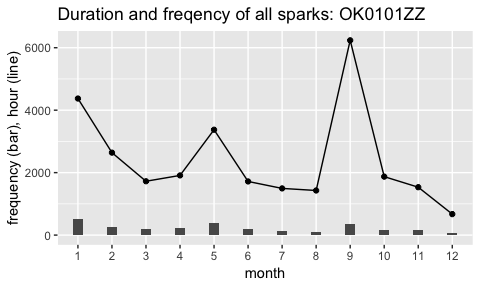 Duration and freqency of all sparks: OK0101ZZ
frequency (bar), hour (line)
6000
4000
2000
0
1 2 3 4 5 6 7 8 9 10 11 12
month